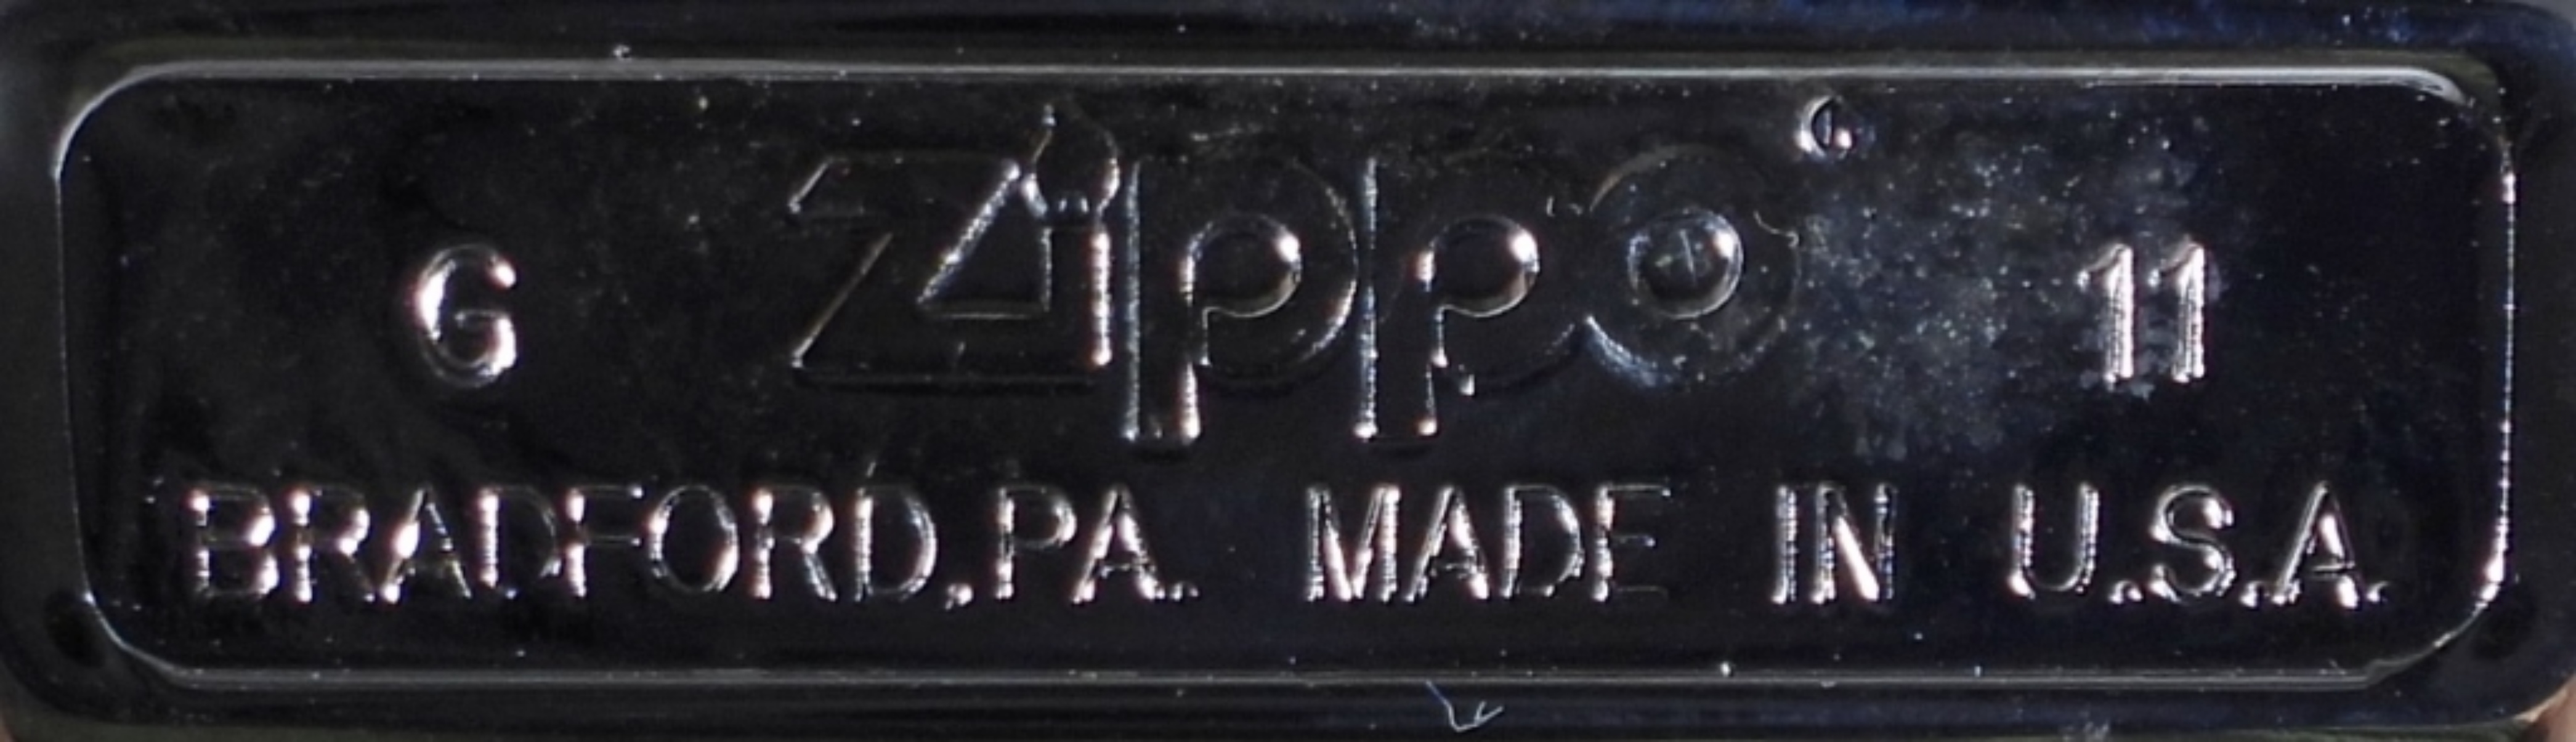 G Zippo ® 11
BRADFORD, PA. MADE IN U.S.A.